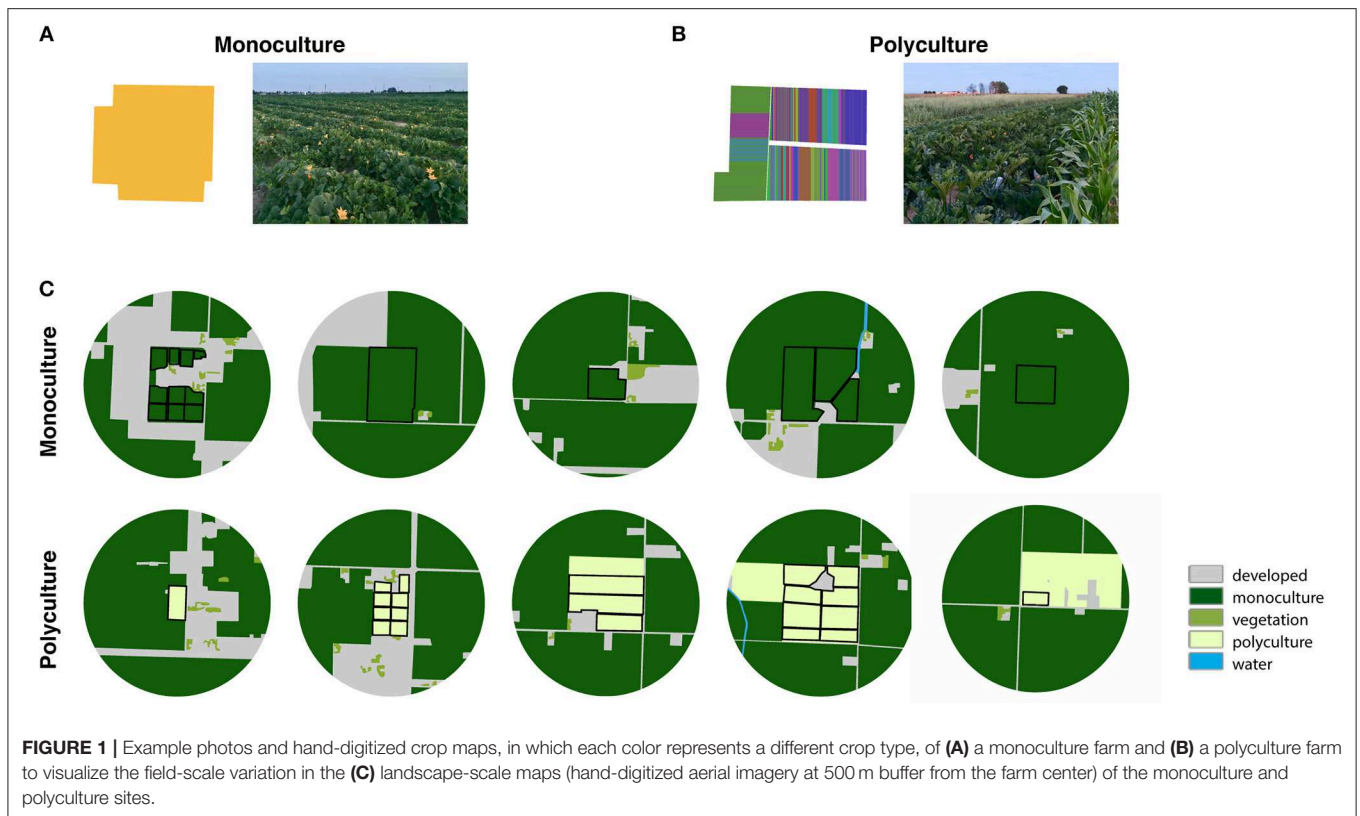 A
Monoculture
B
Polyculture
C
Monoculture
Polyculture
developed
monoculture
vegetation
polyculture
water
FIGURE 1 | Example photos and hand-digitized crop maps, in which each color represents a different crop type, of (A) a monoculture farm and (B) a polyculture farm
to visualize the field-scale variation in the (C) landscape-scale maps (hand-digitized aerial imagery at 500 m buffer from the farm center) of the monoculture and
polyculture sites.